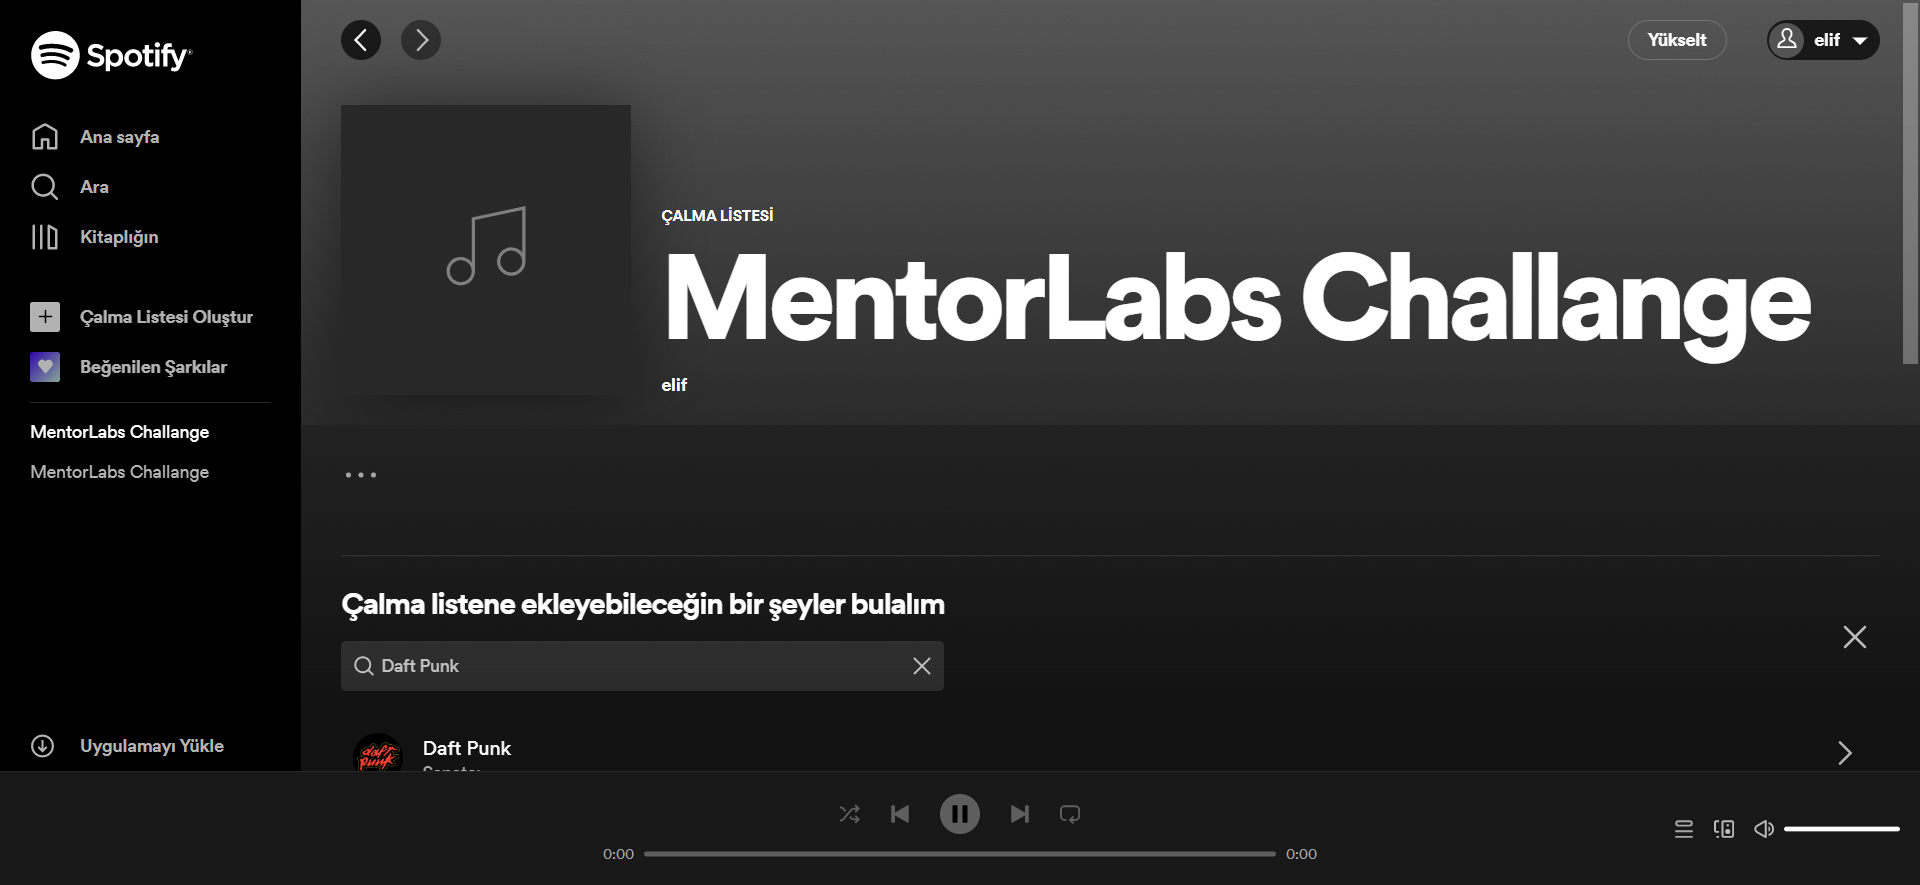 Spotify
Ana sayfa
Ara
Kitaplığın
Çalma Listesi Oluştur
Beğenilen Şarkılar
MentorLabs Challange
MentorLabs Challange
Uygulamayı Yükle
Yükselt
elif
ÇALMA LİSTESİ
MentorLabs Challange
elif
Çalma listene ekleyebileceğin bir şeyler bulalım
Daft Punk
daft punk
Daft Punk
0:00
0:00